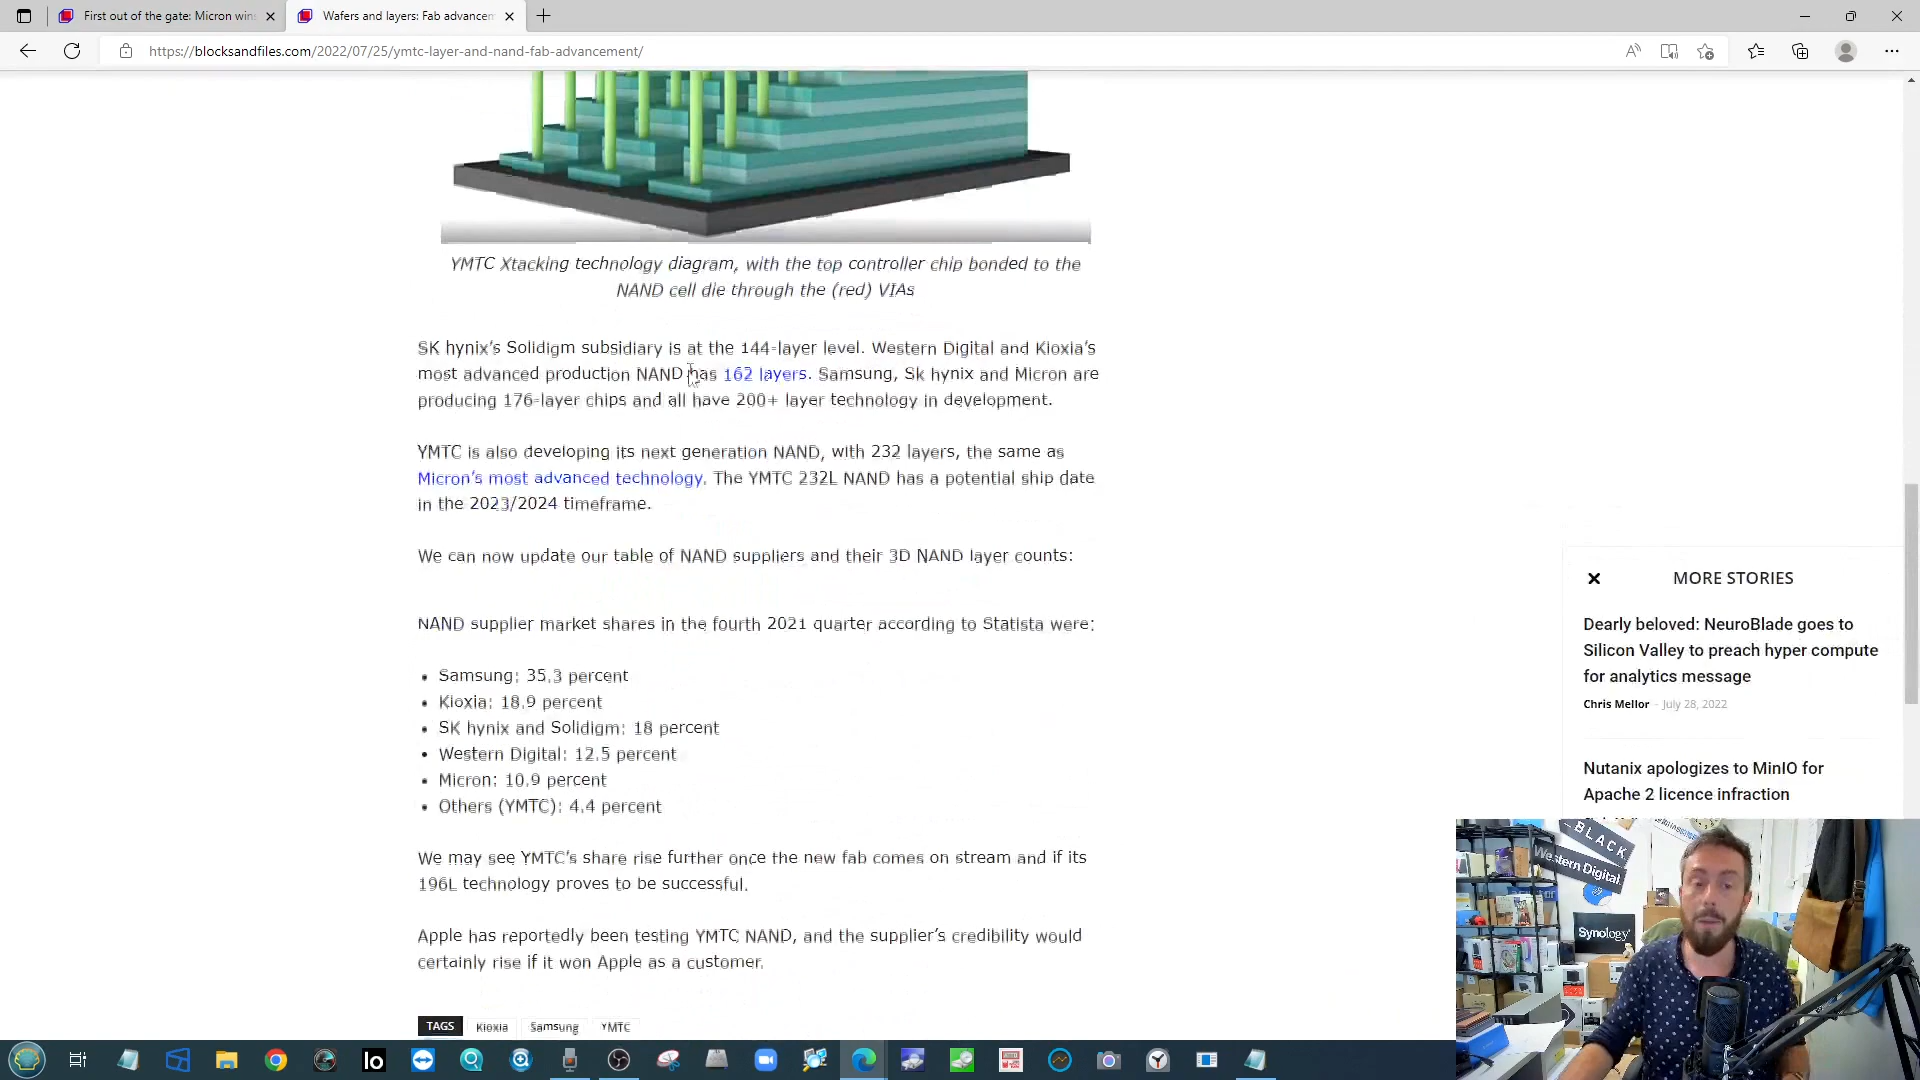 First out of the gate: Micron wins
Wafers and layers: Fab advancem
https://blocksandfiles.com/2022/07/25/ymtc-layer-and-nand-fab-advancement/
YMTC Xtacking technology diagram, with the top controller chip bonded to the
NAND cell die through the (red) VIAs
SK hynix's Solidigm subsidiary is at the 144-layer level. Western Digital and Kioxia's
most advanced production NAND has 162 layers. Samsung, Sk hynix and Micron are
producing 176-layer chips and all have 200+ layer technology in development.
YMTC is also developing its next generation NAND, with 232 layers, the same as
Micron's most advanced technology. The YMTC 232L NAND has a potential ship date
in the 2023/2024 timeframe.
We can now update our table of NAND suppliers and their 3D NAND layer counts:
NAND supplier market shares in the fourth 2021 quarter according to Statista were:
• Samsung: 35.3 percent
• Kioxia: 18.9 percent
• SK hynix and Solidigm: 18 percent
• Western Digital: 12.5 percent
• Micron: 10.9 percent
• Others (YMTC): 4.4 percent
We may see YMTC's share rise further once the new fab comes on stream and if its
196L technology proves to be successful.
Apple has reportedly been testing YMTC NAND, and the supplier's credibility would
certainly rise if it won Apple as a customer.
TAGS Kioxia Samsung YMTC
MORE STORIES
Dearly beloved: NeuroBlade goes to
Silicon Valley to preach hyper compute
for analytics message
Chris Mellor - July 28, 2022
Nutanix apologizes to MinIO for
Apache 2 licence infraction
BLACK
Western Digital
Synology
Io